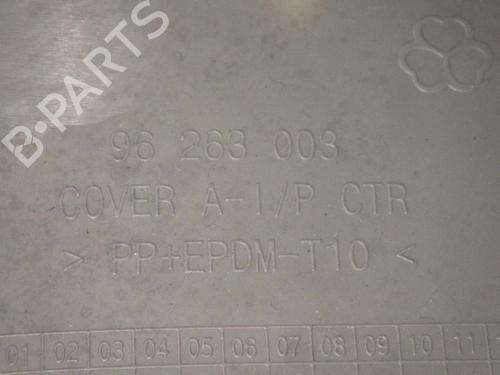 B-PARTS
96 263 003
COVER A-I/P CTR
> PP+EPDM-T10 <
01 02 03 04 05 06 07 08 09 10 11